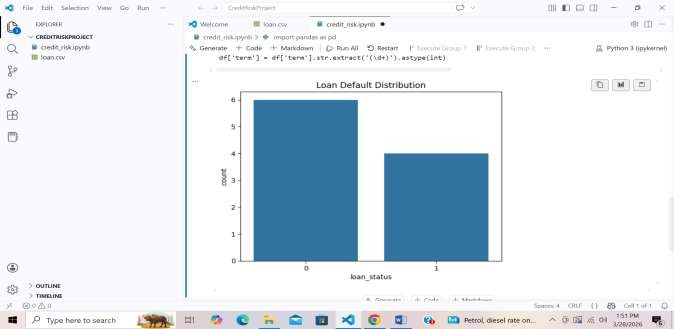 File Edit Selection View Go Run ...
CreditRiskProject
EXPLORER
Welcome
loan.csv
credit_risk.ipynb
CREDITRISKPROJECT
credit_risk.ipynb
loan.csv
credit_risk.ipynb > import pandas as pd
Generate + Code + Markdown Run All Restart Execute Group 1 Execute Group 2 ...
Python 3 (ipykernel)
df['term'] = df['term'].str.extract('(\d+)').astype(int)
Loan Default Distribution
6
5
4
3
2
1
0
count
0 1
loan_status
Generate + Code + Markdown
OUTLINE
TIMELINE
0 0
Spaces: 4 CRLF {} Cell 1 of 1
Type here to search
Petrol, diesel rate on...
1:51 PM
3/28/2026